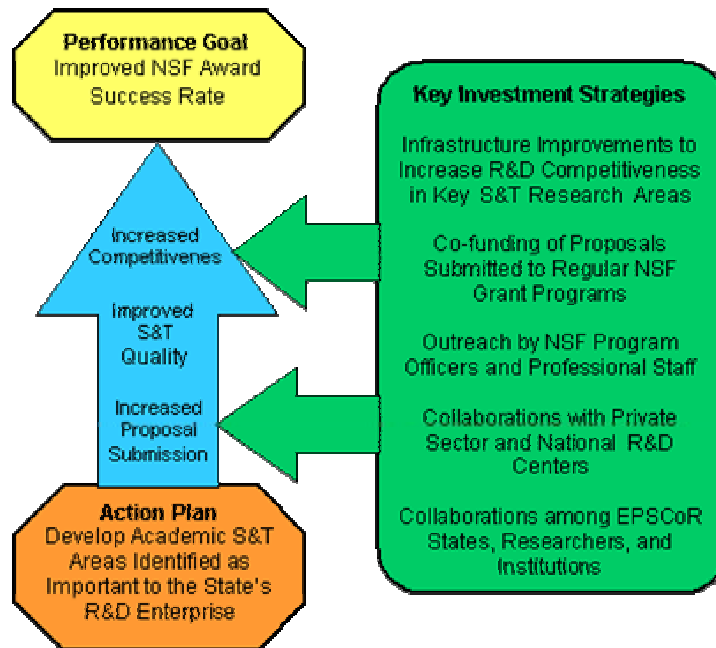 Performance Goal
Improved NSF Award
Success Rate
Increased
Competitivenes
Improved
S&T
Quality
Increased
Proposal
Submission
Action Plan
Develop Academic S&T
Areas Identified as
Important to the State's
R&D Enterprise
Key Investment Strategies
Infrastructure Improvements to
Increase R&D Competitiveness
in Key S&T Research Areas
Co-funding of Proposals
Submitted to Regular NSF
Grant Programs
Outreach by NSF Program
Officers and Professional Staff
Collaborations with Private
Sector and National R&D
Centers
Collaborations among EPSCoR
States, Researchers, and
Institutions